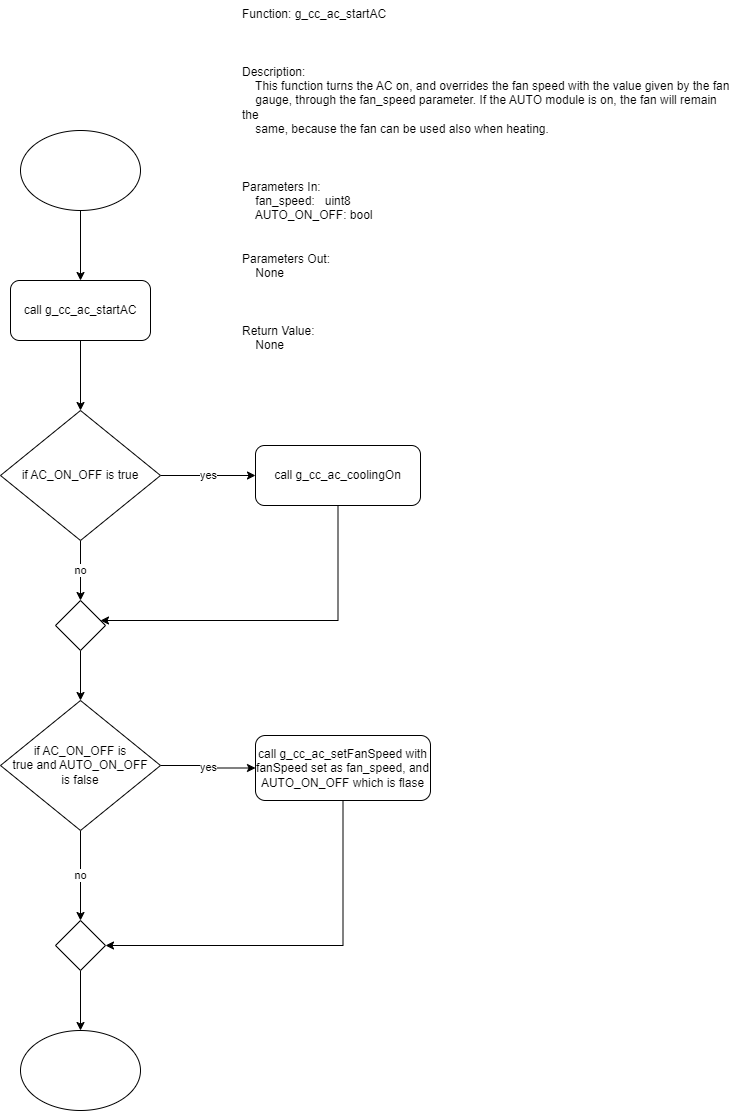 Function: g_cc_ac_startAC
Description:
This function turns the AC on, and overrides the fan speed with the value given by the fan
gauge, through the fan_speed parameter. If the AUTO module is on, the fan will remain
the
same, because the fan can be used also when heating.
Parameters In:
fan_speed: uint8
AUTO_ON_OFF: bool
Parameters Out:
None
Return Value:
None
call g_cc_ac_startAC
if AC_ON_OFF is true
yes
call g_cc_ac_coolingOn
no
if AC_ON_OFF is
true and AUTO_ON_OFF
is false
yes
call g_cc_ac_setFanSpeed with
fanSpeed set as fan_speed, and
AUTO_ON_OFF which is flase
no